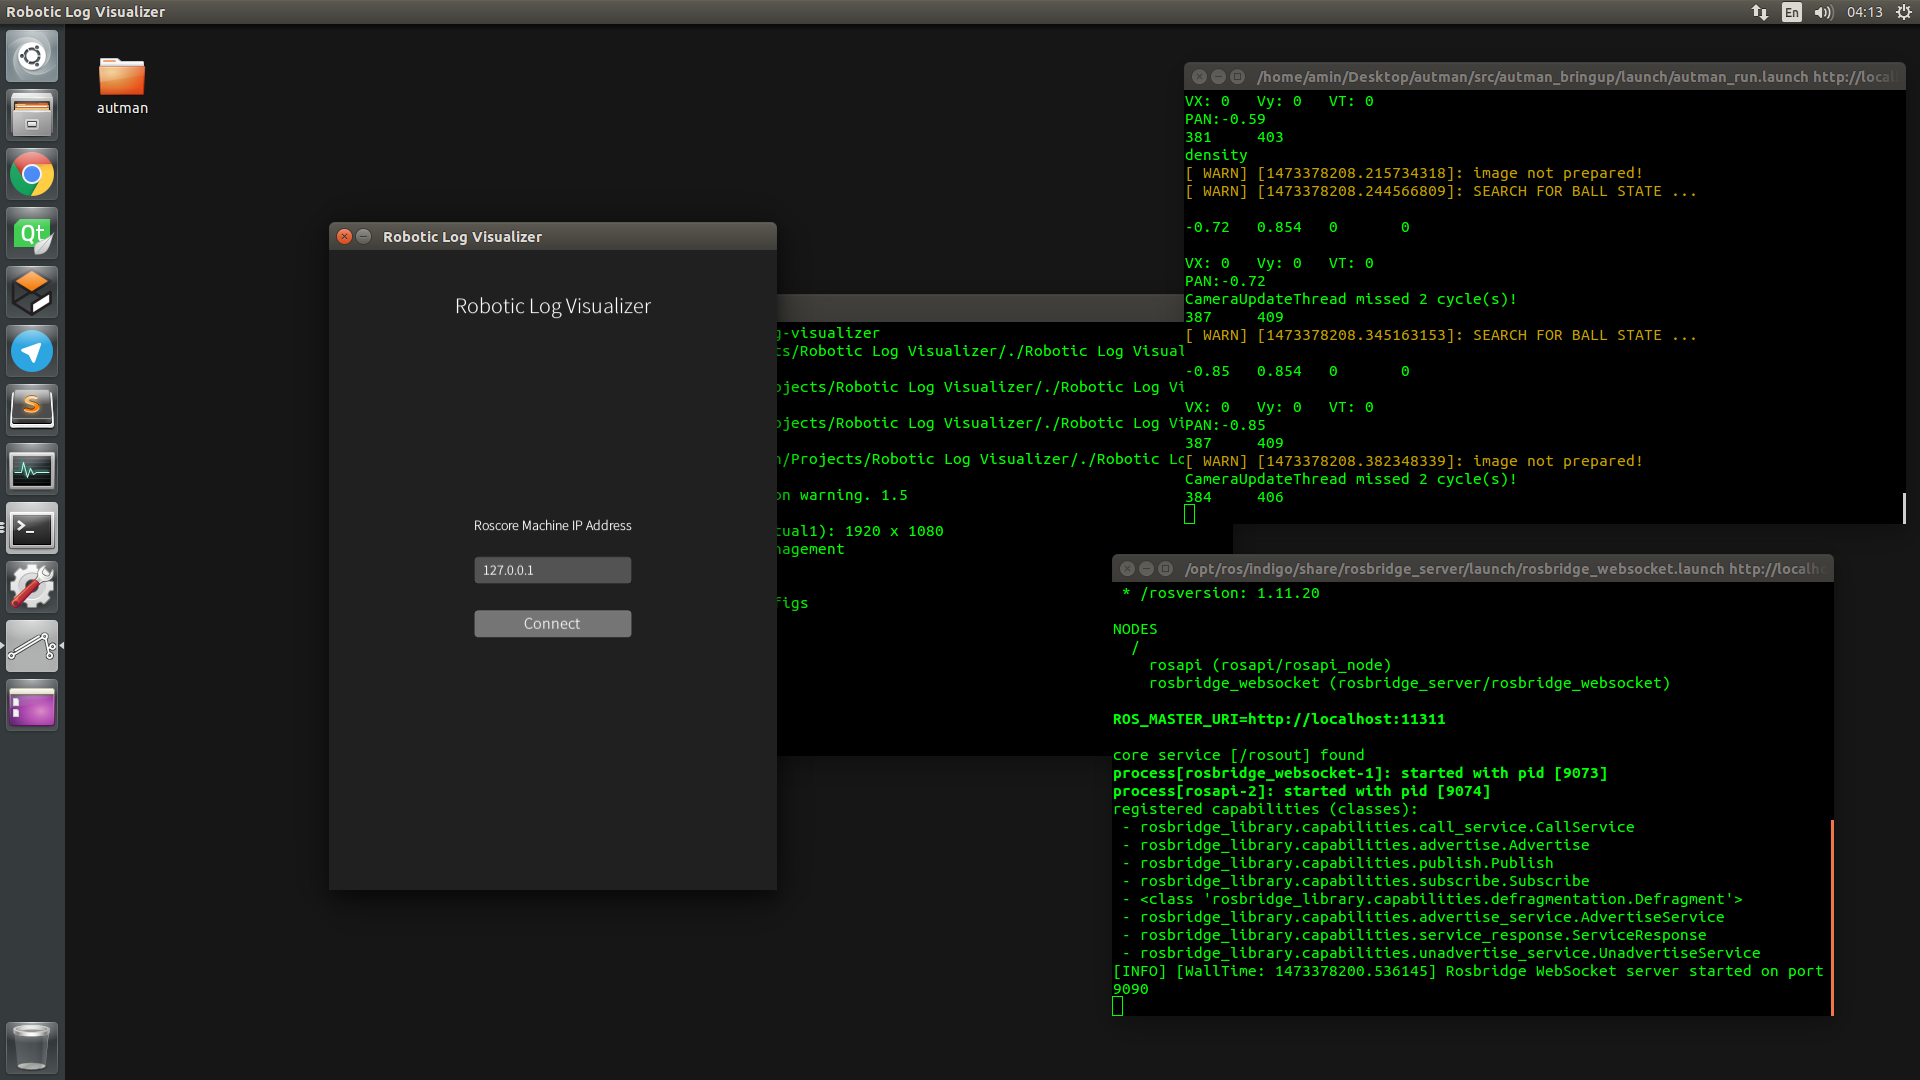 Robotic Log Visualizer
En
04:13
autman
Robotic Log Visualizer
Robotic Log Visualizer
Roscore Machine IP Address
127.0.0.1
Connect
g-visualizer
ts/Robotic Log Visualizer/./Robotic Log Visual
ojects/Robotic Log Visualizer/./Robotic Log Vi
ojects/Robotic Log Visualizer/./Robotic Log Vi
n/Projects/Robotic Log Visualizer/./Robotic Lo
on warning. 1.5
tual1): 1920 x 1080
nagement
figs
/home/amin/Desktop/autman/src/autman_bringup/launch/autman_run.launch http://local
VX: 0 Vy: 0 VT: 0
PAN:-0.59
381 403
density
[ WARN] [1473378208.215734318]: image not prepared!
[ WARN] [1473378208.244566809]: SEARCH FOR BALL STATE ...
-0.72 0.854 0 0
VX: 0 Vy: 0 VT: 0
PAN:-0.72
CameraUpdateThread missed 2 cycle(s)!
387 409
[ WARN] [1473378208.345163153]: SEARCH FOR BALL STATE ...
-0.85 0.854 0 0
VX: 0 Vy: 0 VT: 0
PAN:-0.85
387 409
[ WARN] [1473378208.382348339]: image not prepared!
CameraUpdateThread missed 2 cycle(s)!
384 406
/opt/ros/indigo/share/rosbridge_server/launch/rosbridge_websocket.launch http://localh
* /rosversion: 1.11.20
NODES
/
rosapi (rosapi/rosapi_node)
rosbridge_websocket (rosbridge_server/rosbridge_websocket)
ROS_MASTER_URI=http://localhost:11311
core service [/rosout] found
process[rosbridge_websocket-1]: started with pid [9073]
process[rosapi-2]: started with pid [9074]
registered capabilities (classes):
- rosbridge_library.capabilities.call_service.CallService
- rosbridge_library.capabilities.advertise.Advertise
- rosbridge_library.capabilities.publish.Publish
- rosbridge_library.capabilities.subscribe.Subscribe
- <class 'rosbridge_library.capabilities.defragmentation.Defragment'>
- rosbridge_library.capabilities.advertise_service.AdvertiseService
- rosbridge_library.capabilities.service_response.ServiceResponse
- rosbridge_library.capabilities.unadvertise_service.UnadvertiseService
[INFO] [WallTime: 1473378200.536145] Rosbridge WebSocket server started on port
9090
Qt
S
>_